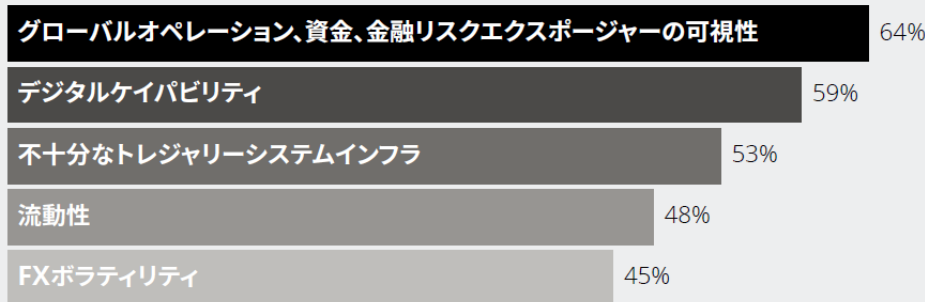 グローバルオペレーション、資金、金融リスクエクスポージャーの可視性 64%
デジタルケイパビリティ 59%
不十分なトレジャリーシステムインフラ 53%
流動性 48%
FXボラティリティ 45%